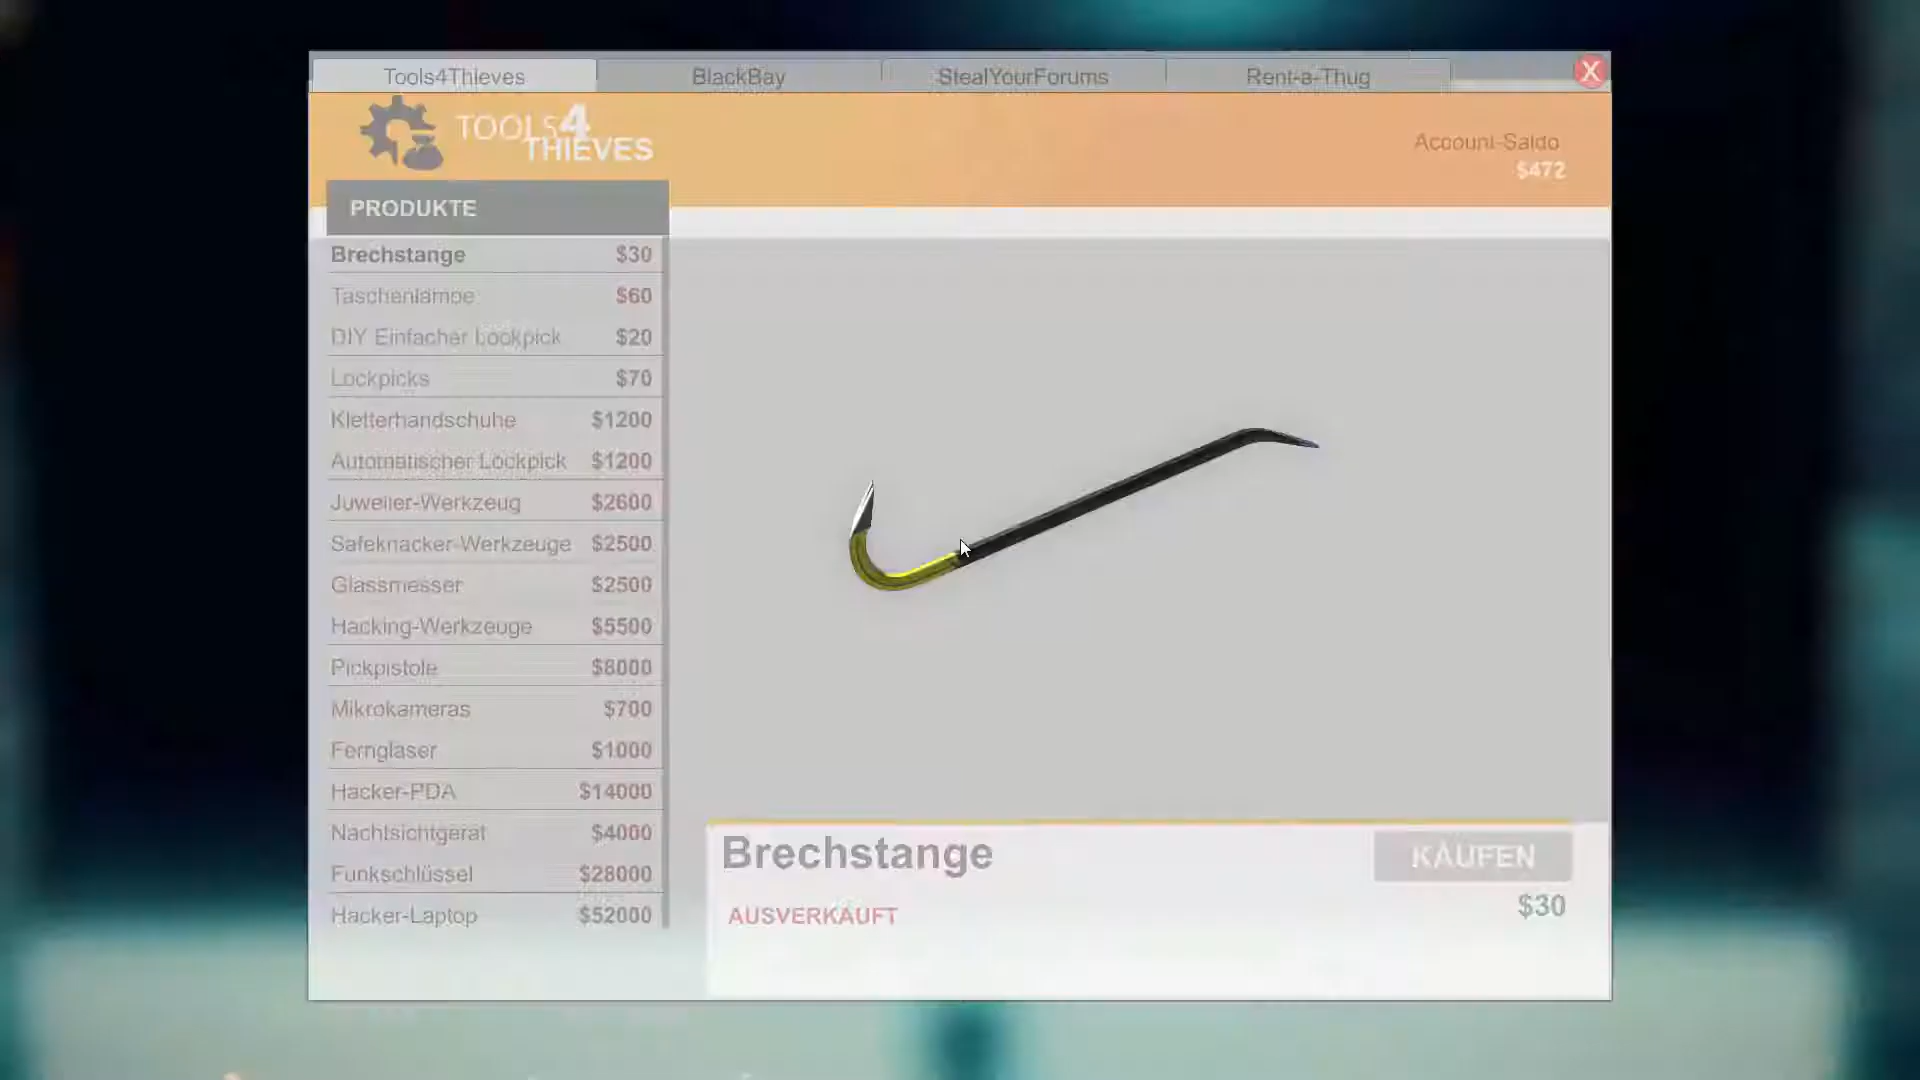 Tools4Thieves
BlackBay
StealYourForums
Rent-a-Thug
X
TOOLS4
THIEVES
Account-Saldo
$472
PRODUKTE
Brechstange $30
Taschenlampe $60
DIY Einfacher Lockpick $20
Lockpicks $70
Kletterhandschuhe $1200
Automatischer Lockpick $1200
Juwelier-Werkzeug $2600
Safeknacker-Werkzeuge $2500
Glassmesser $2500
Hacking-Werkzeuge $5500
Pickpistole $8000
Mikrokameras $700
Ferngläser $1000
Hacker-PDA $14000
Nachtsichtgerät $4000
Funkschlüssel $28000
Hacker-Laptop $52000
Brechstange
KAUFEN
AUSVERKAUFT
$30